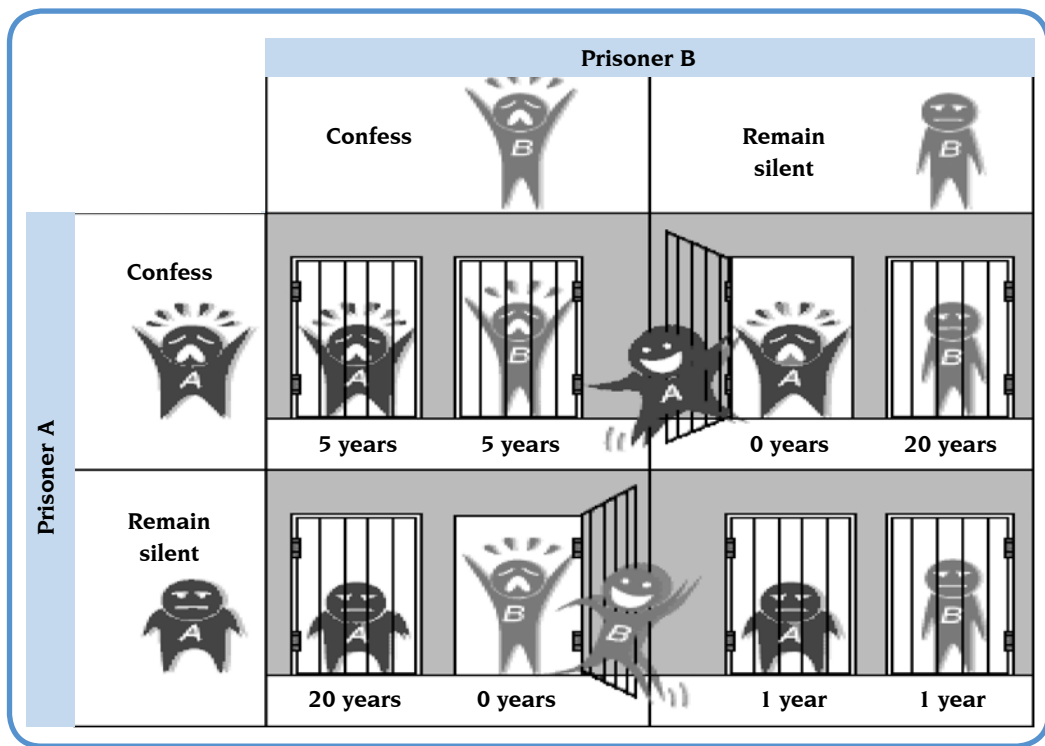 Prisoner B
Confess
B
Remain
silent
B
Prisoner A
Confess
A
A
B
A
A
B
5 years
5 years
0 years
20 years
Remain
silent
A
A
B
B
A
B
20 years
0 years
1 year
1 year